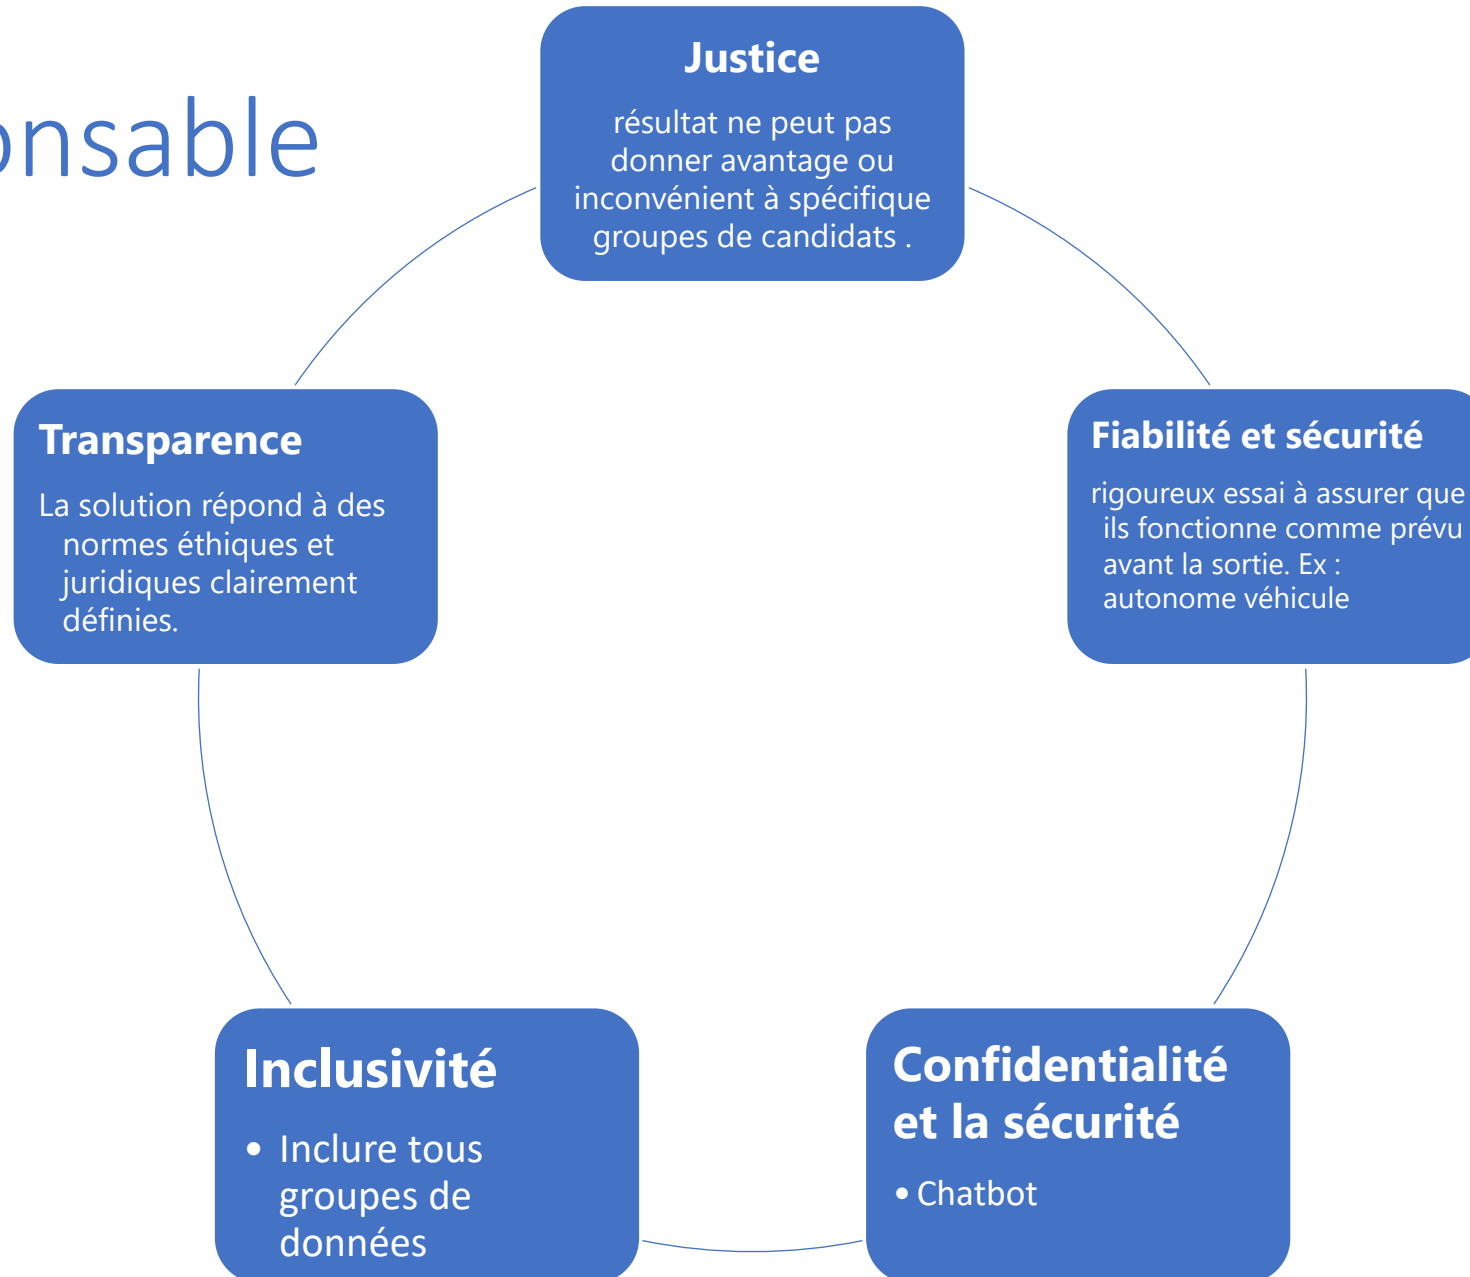 onsable
Justice
résultat ne peut pas
donner avantage ou
inconvénient à spécifique
groupes de candidats .
Transparence
La solution répond à des
normes éthiques et
juridiques clairement
définies.
Fiabilité et sécurité
rigoureux essai à assurer que
ils fonctionne comme prévu
avant la sortie. Ex :
autonome véhicule
Inclusivité
• Inclure tous
groupes de
données
Confidentialité
et la sécurité
• Chatbot